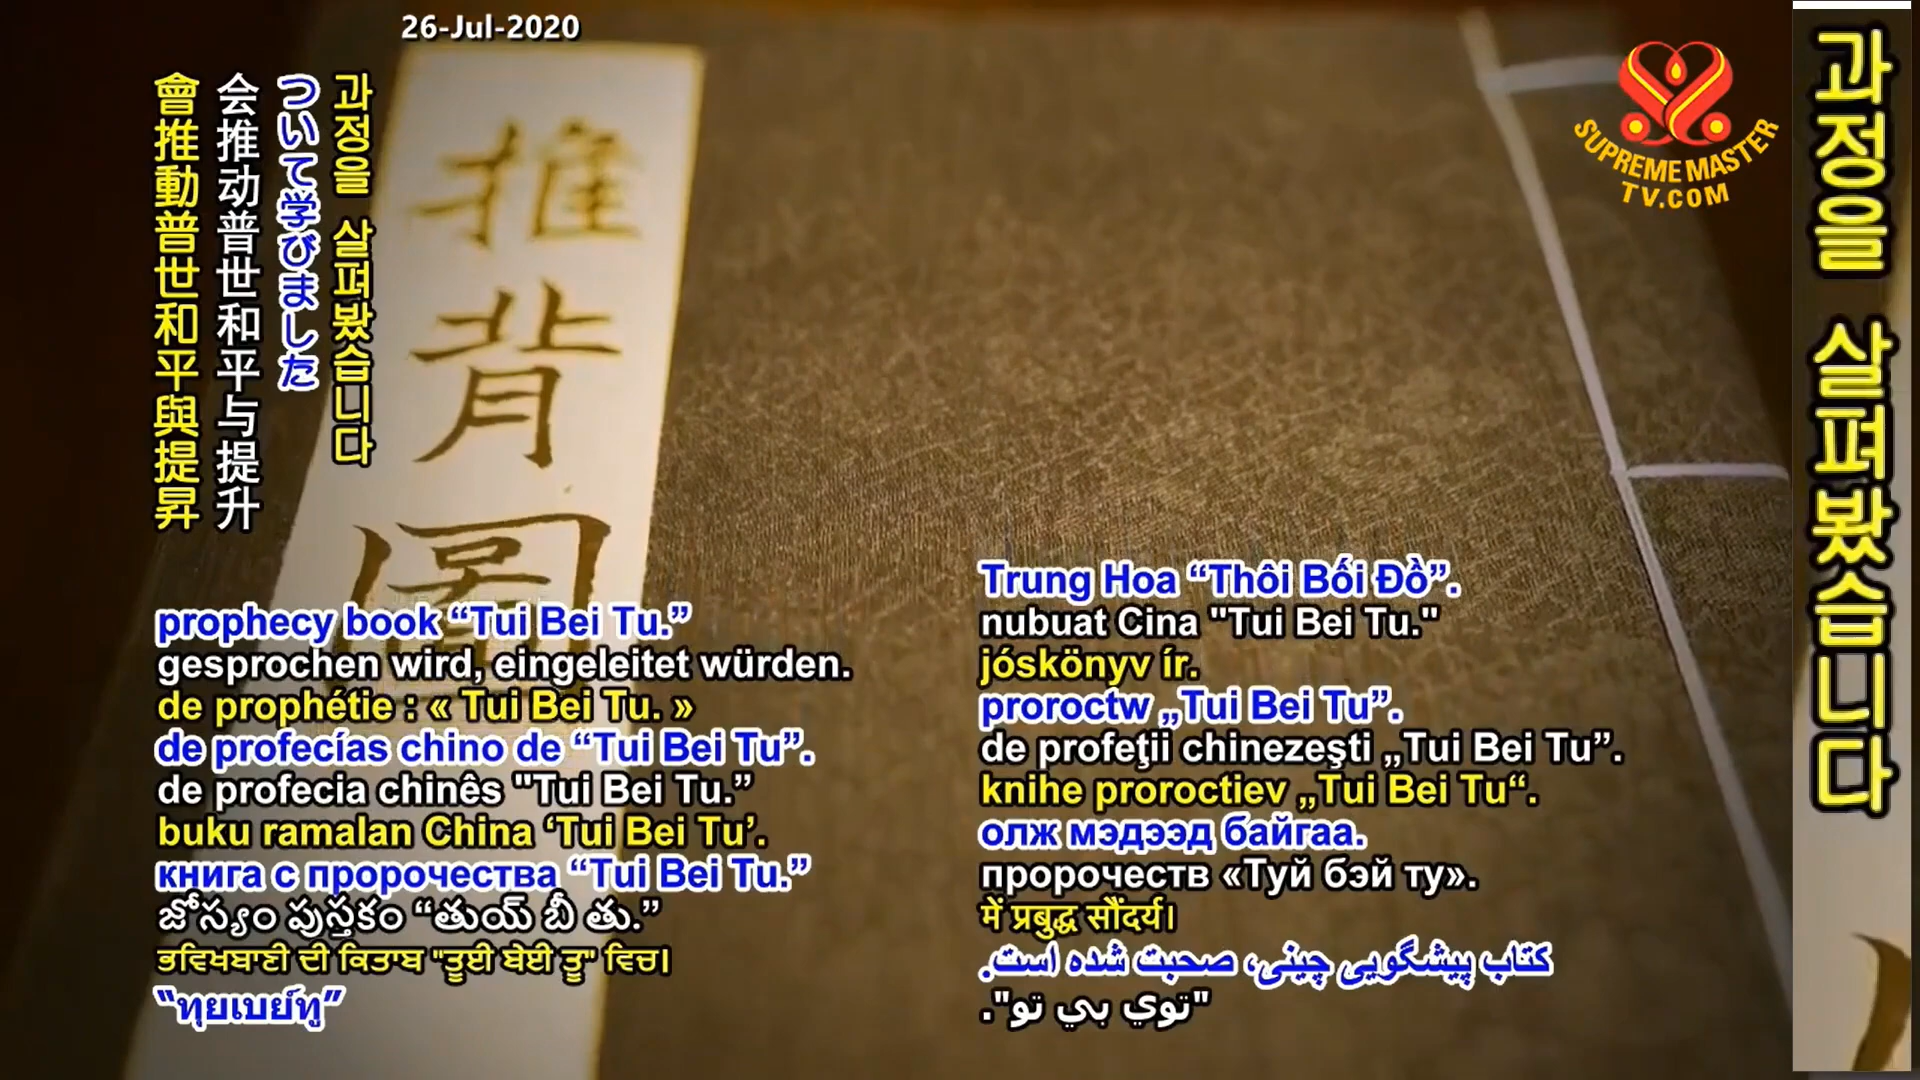 26-Jul-2020
과정을 살펴봤습니다
ついて学びました
会推动普世和平与提升
會推動普世和平與提昇
推背圖
SUPREME MASTER
TV.COM
과정을 살펴봤습니다
prophecy book “Tui Bei Tu.”
gesprochen wird, eingeleitet würden.
de prophétie : « Tui Bei Tu. »
de profecías chino de “Tui Bei Tu”.
de profecia chinês "Tui Bei Tu.”
buku ramalan China ‘Tui Bei Tu’.
книга с пророчества “Tui Bei Tu.”
జోస్యం పుస్తకం “తుయ్ బీ తు.”
ਭਵਿਖਬਾਣੀ ਦੀ ਕਿਤਾਬ "ਤੂਈ ਬੇਈ ਤੂ" ਵਿਚ।
“ทุยเบย์ทู”
Trung Hoa “Thôi Bối Đồ”.
nubuat Cina "Tui Bei Tu."
jóskönyv ír.
proroctw „Tui Bei Tu”.
de profeţii chinezeşti „Tui Bei Tu”.
knihe proroctiev „Tui Bei Tu“.
олж мэдээд байгаа.
пророчеств «Туй бэй ту».
में प्रबुद्ध सौंदर्य।
کتاب پیشگویی چینی، صحبت شده است.
"توي بي تو".